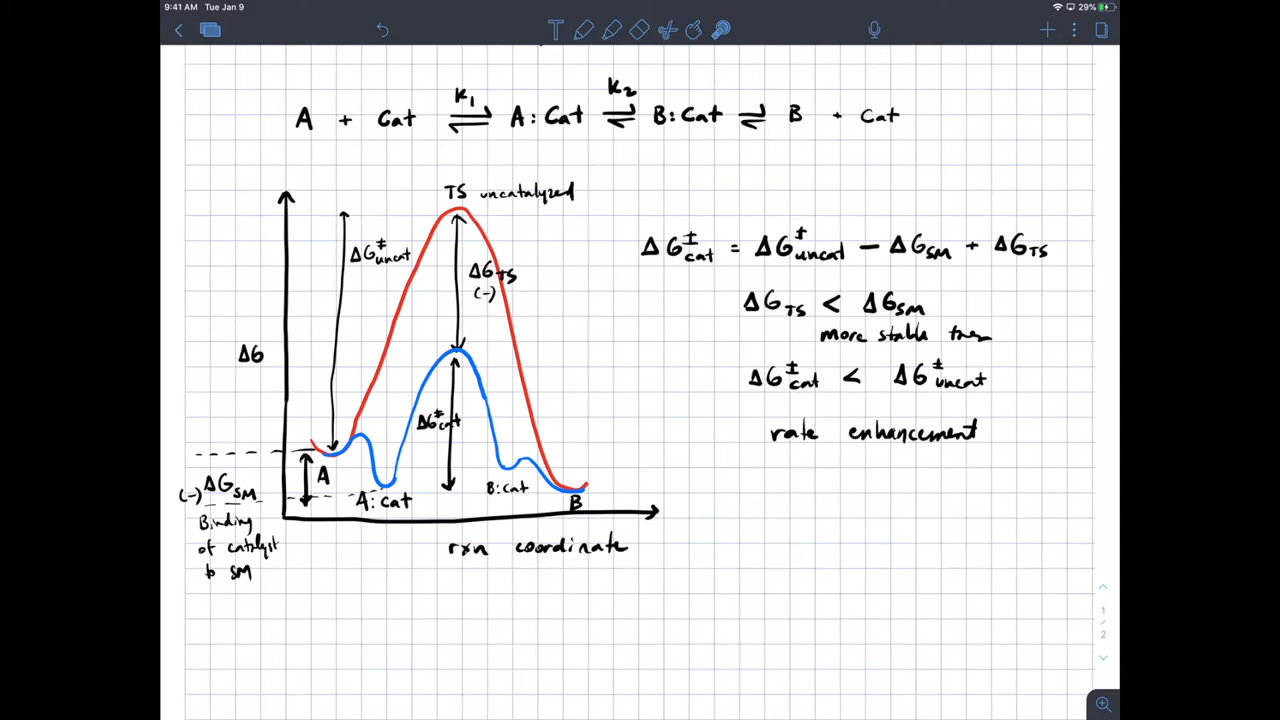 9:41 AM Tue Jan 9
29%
A + Cat ⇌ A:Cat ⇌ B:Cat ⇌ B + Cat
K1
K2
TS uncatalyzed
ΔG‡uncat
ΔGTS
(-)
ΔG
ΔG‡cat
A
A:cat
B:cat
B
(-) ΔGSM
Binding
of catalyst
to SM
rxn coordinate
ΔG‡cat = ΔG‡uncat - ΔGSM + ΔGTS
ΔGTS < ΔGSM
more stable
ΔG‡cat < ΔG‡uncat
rate enhancement
1
/
2